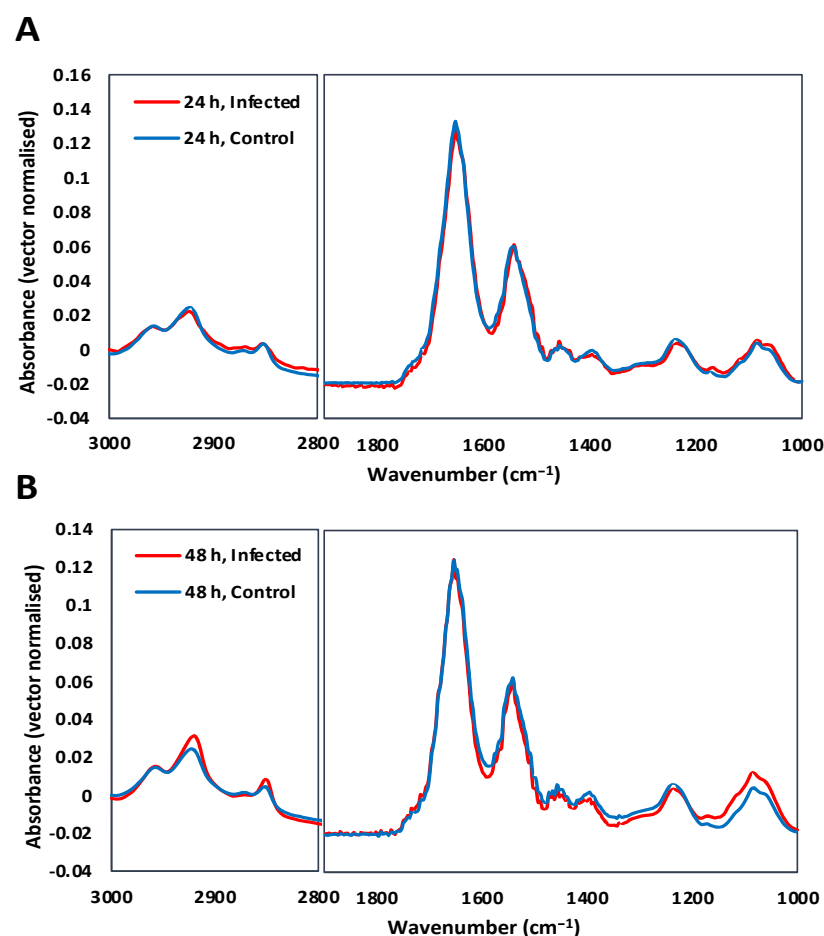 A
Absorbance (vector normalised)
0.16
0.14
0.12
0.1
0.08
0.06
0.04
0.02
0
-0.02
-0.04
24 h, Infected
24 h, Control
3000 2900 2800 1800 1600 1400 1200 1000
Wavenumber (cm⁻¹)
B
Absorbance (vector normalised)
0.14
0.12
0.1
0.08
0.06
0.04
0.02
0
-0.02
-0.04
48 h, Infected
48 h, Control
3000 2900 2800 1800 1600 1400 1200 1000
Wavenumber (cm⁻¹)